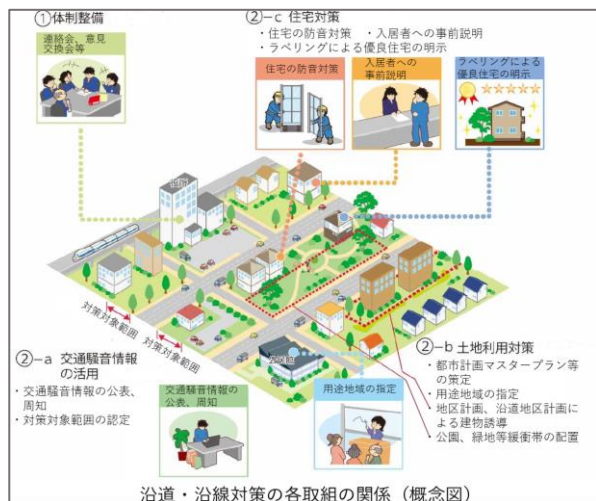 ①体制整備
連絡会、意見
交換会等
②-c 住宅対策
・住宅の防音対策　・入居者への事前説明
・ラベリングによる優良住宅の明示
住宅の防音対策
入居者への
事前説明
ラベリングによる
優良住宅の明示
対策対象範囲
対策対象範囲
②-a 交通騒音情報
の活用
・交通騒音情報の公表、
周知
・対策対象範囲の認定
交通騒音情報の
公表、周知
用途地域の指定
②-b 土地利用対策
・都市計画マスタープラン等
の策定
・用途地域の指定
・地区計画、沿道地区計画に
よる建物誘導
・公園、緑地等緩衝帯の配置
沿道・沿線対策の各取組の関係（概念図）